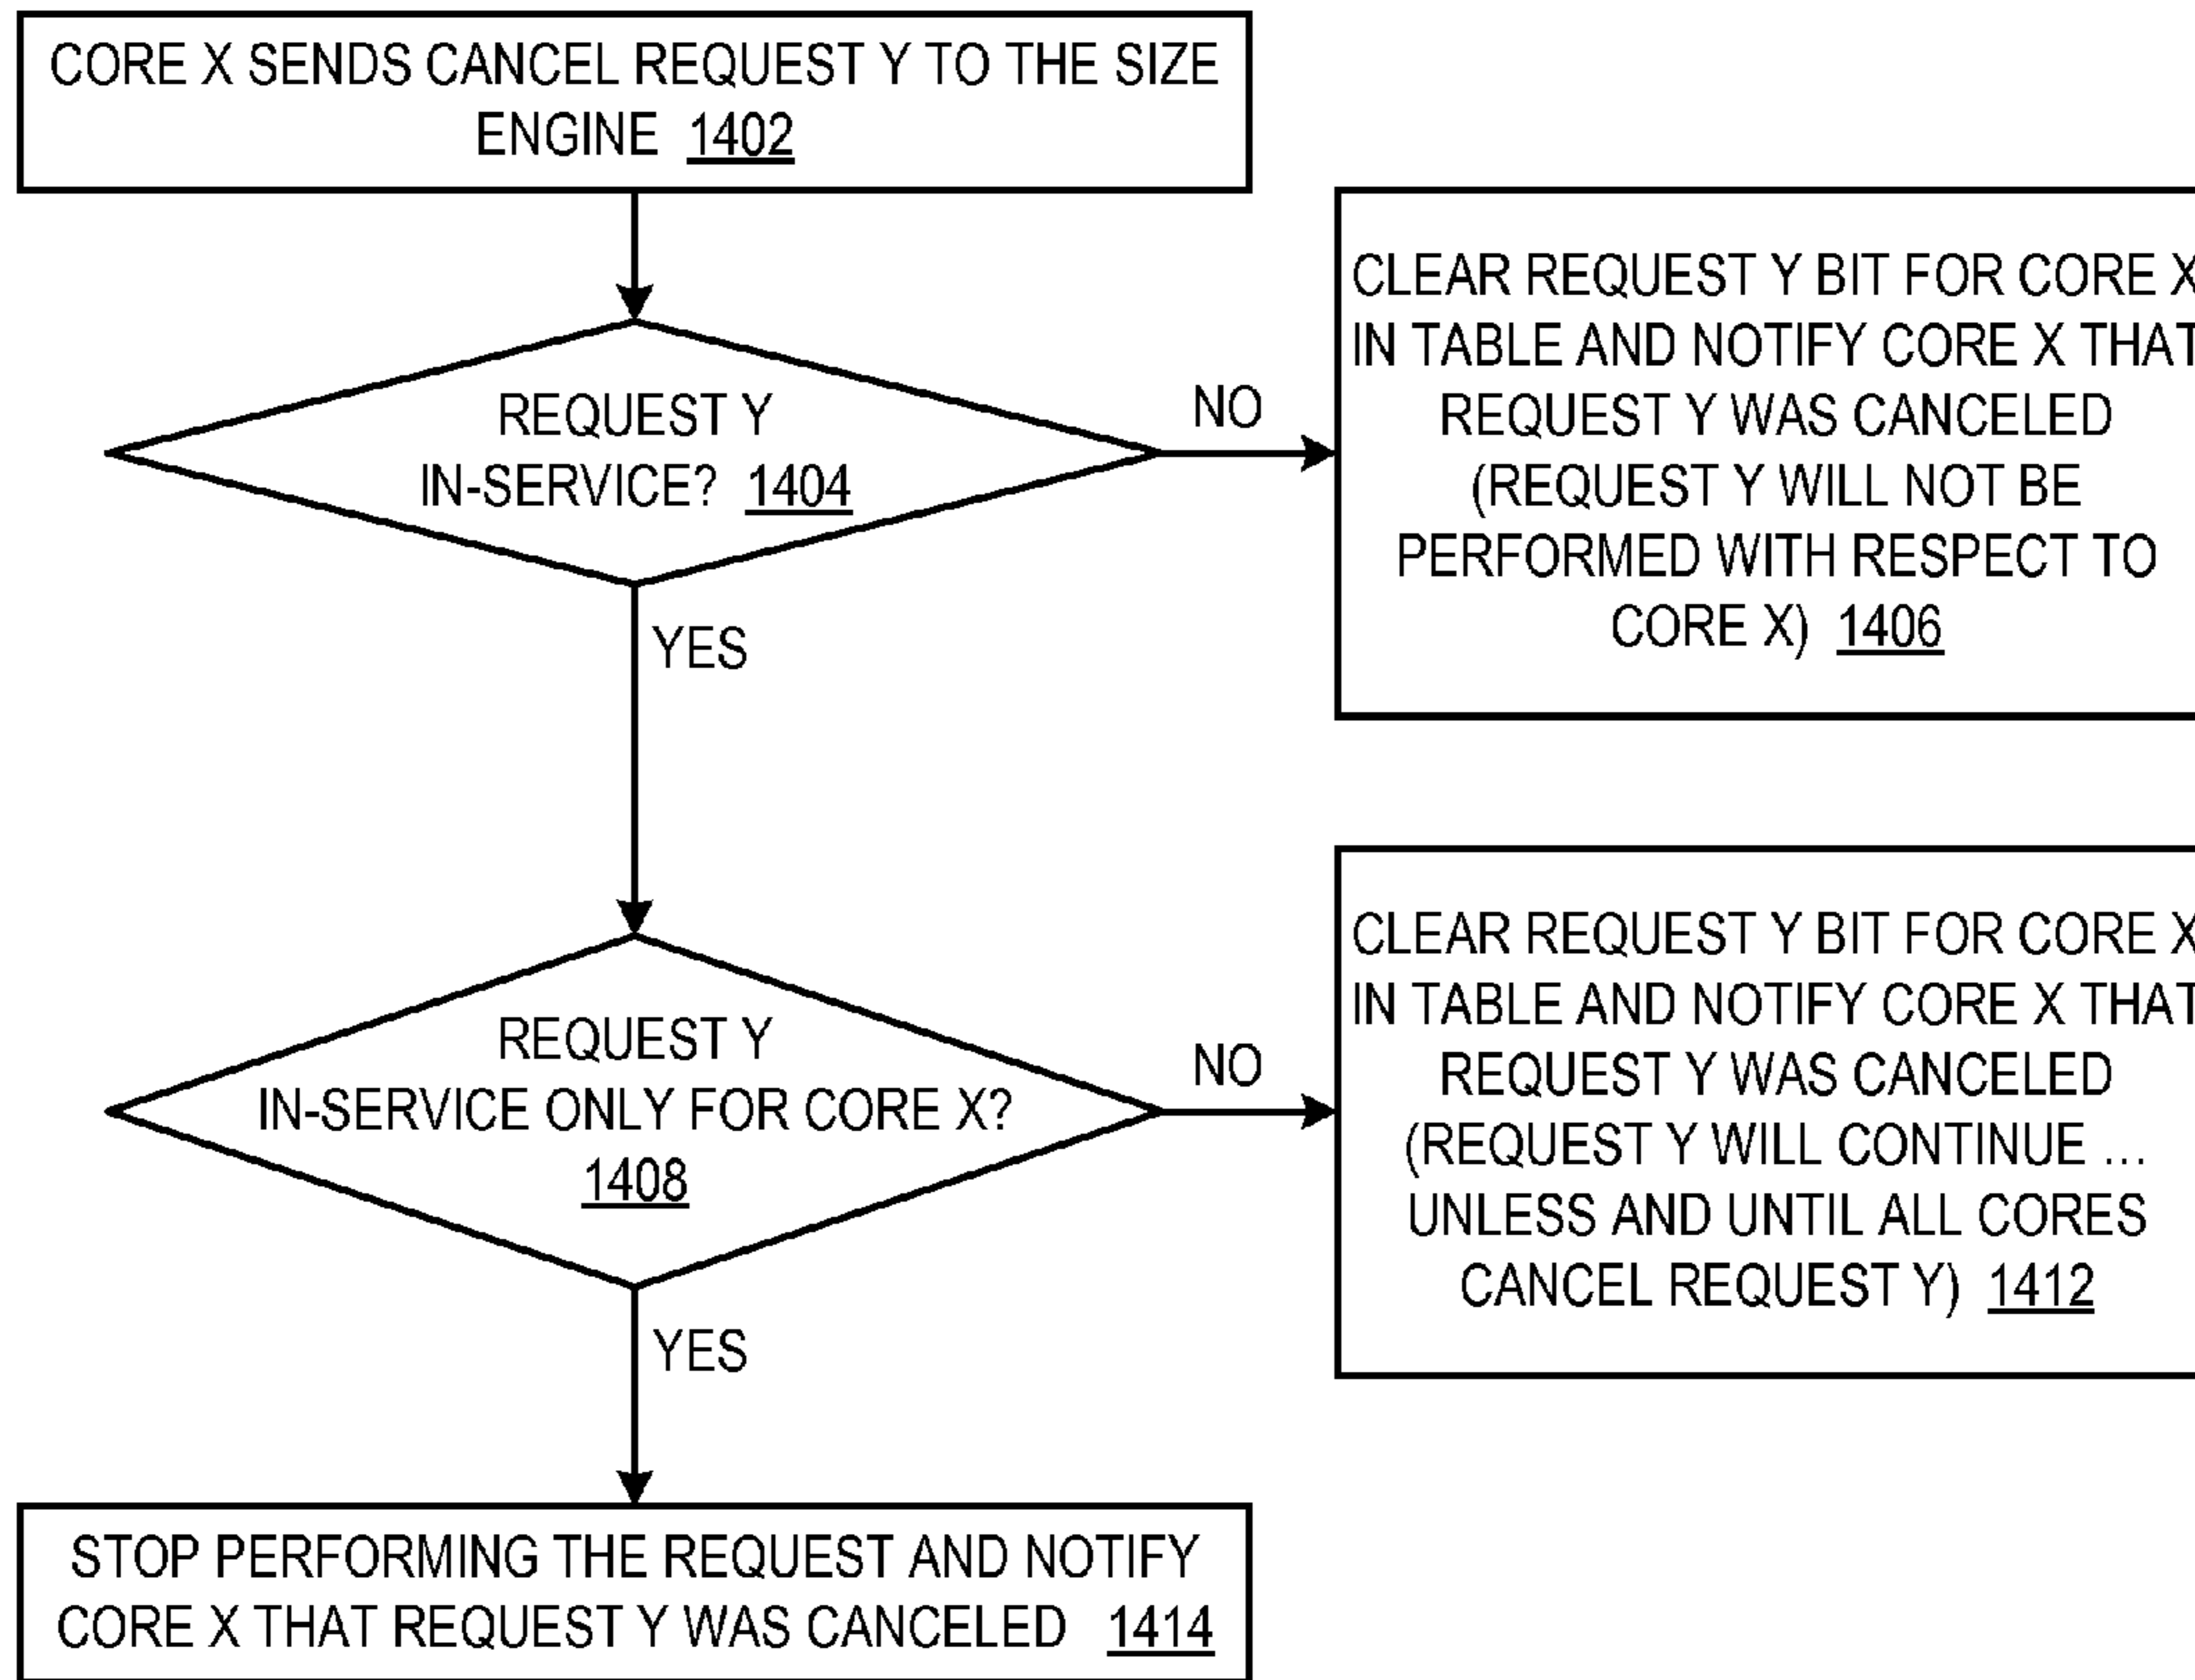 CORE X SENDS CANCEL REQUEST Y TO THE SIZE
ENGINE 1402
REQUEST Y
IN-SERVICE? 1404
NO
CLEAR REQUEST Y BIT FOR CORE X
IN TABLE AND NOTIFY CORE X THAT
REQUEST Y WAS CANCELED
(REQUEST Y WILL NOT BE
PERFORMED WITH RESPECT TO
CORE X) 1406
YES
REQUEST Y
IN-SERVICE ONLY FOR CORE X?
1408
NO
CLEAR REQUEST Y BIT FOR CORE X
IN TABLE AND NOTIFY CORE X THAT
REQUEST Y WAS CANCELED
(REQUEST Y WILL CONTINUE ...
UNLESS AND UNTIL ALL CORES
CANCEL REQUEST Y) 1412
YES
STOP PERFORMING THE REQUEST AND NOTIFY
CORE X THAT REQUEST Y WAS CANCELED 1414